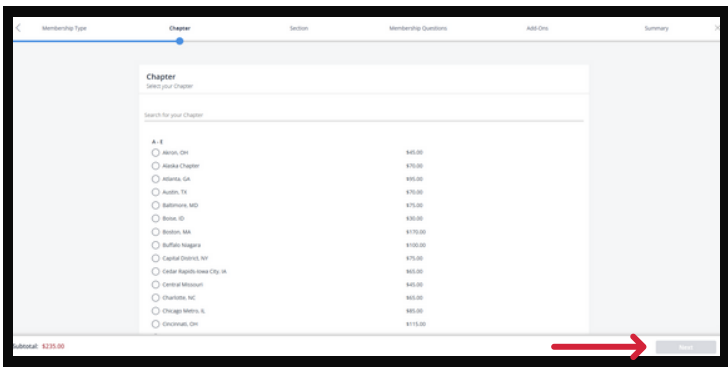 Membership Type Chapter Section Membership Questions Add-Ons Summary
Chapter
Select your Chapter
Search for your Chapter
A - E
Akron, OH $45.00
Alaska Chapter $70.00
Atlanta, GA $95.00
Austin, TX $70.00
Baltimore, MD $75.00
Boise, ID $30.00
Boston, MA $170.00
Buffalo Niagara $100.00
Capital District, NY $75.00
Cedar Rapids-Iowa City, IA $65.00
Central Missouri $45.00
Charlotte, NC $65.00
Chicago Metro, IL $85.00
Cincinnati, OH $115.00
Subtotal: $235.00
Next